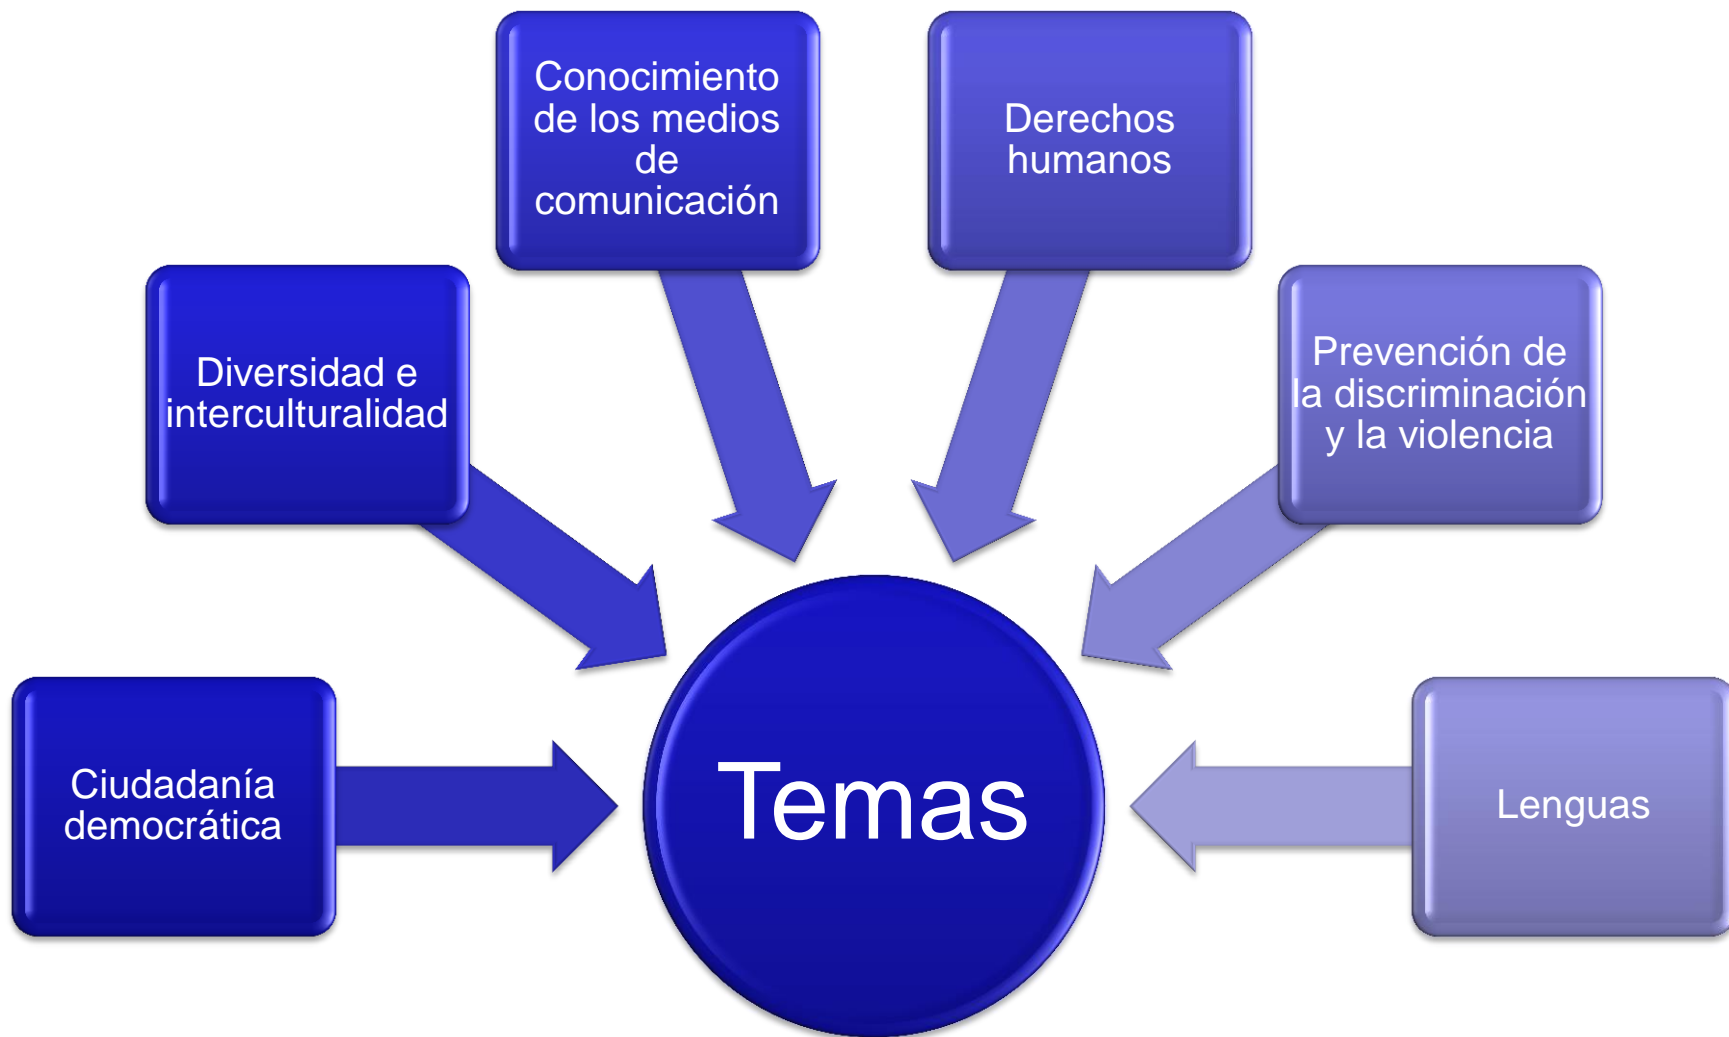 Conocimiento
de los medios
de
comunicación
Derechos
humanos
Diversidad e
interculturalidad
Prevención de
la discriminación
y la violencia
Ciudadanía
democrática
Temas
Lenguas